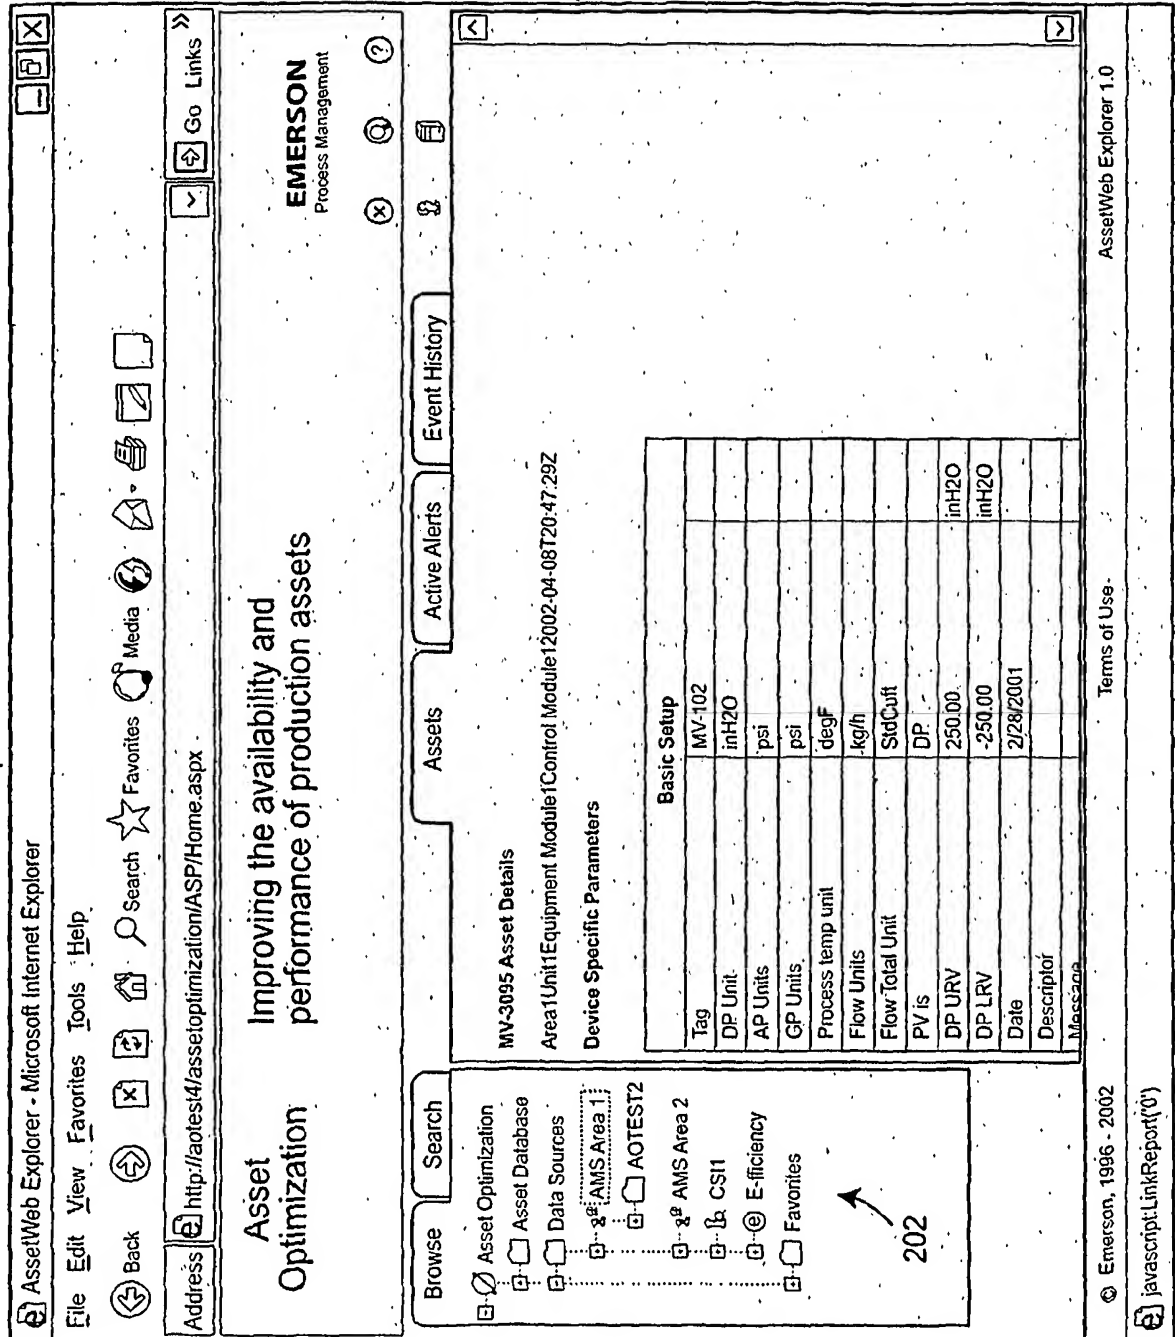 AssetWeb Explorer - Microsoft Internet Explorer
File Edit View Favorites Tools Help
Back Search Favorites Media
Address http://aotest4/assetoptimization/ASP/Home.aspx Go Links »
Asset
Optimization
Improving the availability and
performance of production assets
EMERSON
Process Management
Browse Search Assets Active Alerts Event History
Asset Optimization
Asset Database
Data Sources
AMS Area 1
AOTEST2
AMS Area 2
CSI1
E-fficiency
Favorites
202
MV-3095 Asset Details
Area1Unit1Equipment Module1Control Module12002-04-08T20:47:29Z
Device Specific Parameters
Basic Setup
Tag MV-102
DP Unit inH2O
AP Units psi
GP Units psi
Process temp unit degF
Flow Units kg/h
Flow Total Unit StdCuft
PV is DP
DP URV 250.00 inH2O
DP LRV -250.00 inH2O
Date 2/28/2001
Descriptor
Message
© Emerson, 1996 - 2002 Terms of Use AssetWeb Explorer 1.0
javascript:LinkReport('0')